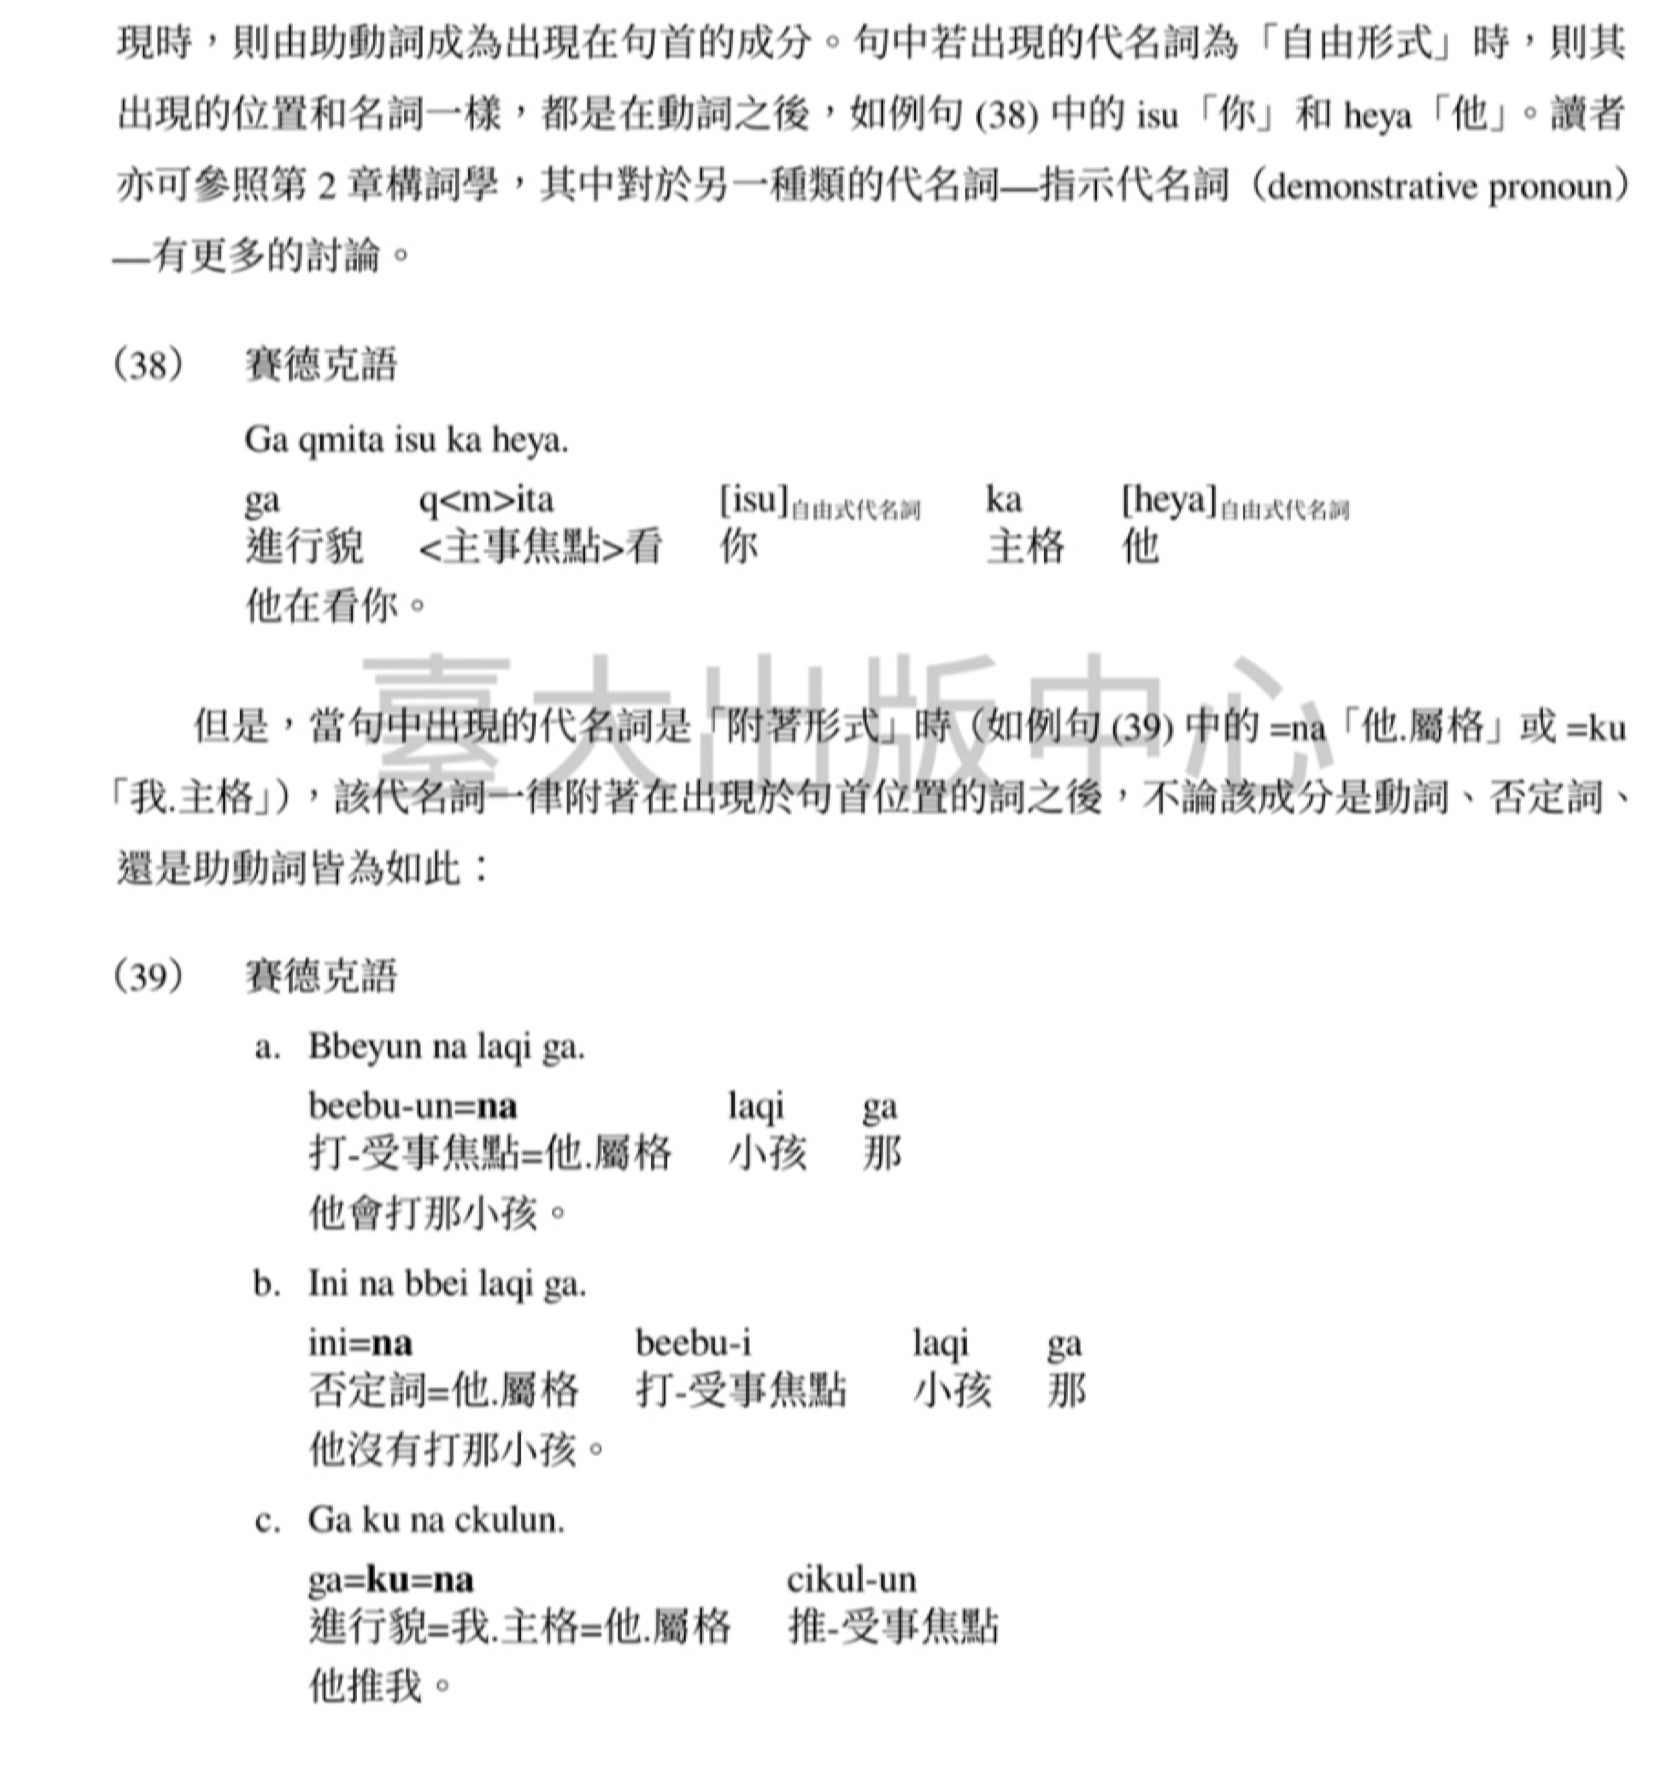 現時，則由助動詞成為出現在句首的成分。句中若出現的代名詞為「自由形式」時，則其
出現的位置和名詞一樣，都是在動詞之後，如例句 (38) 中的 isu「你」和 heya「他」。讀者
亦可參照第 2 章構詞學，其中對於另一種類的代名詞—指示代名詞（demonstrative pronoun）
—有更多的討論。
（38） 賽德克語
Ga qmita isu ka heya.
ga q<m>ita [isu]自由式代名詞 ka [heya]自由式代名詞
進行貌 <主事焦點>看 你 主格 他
他在看你。
臺大出版中心
但是，當句中出現的代名詞是「附著形式」時（如例句 (39) 中的 =na「他.屬格」或 =ku
「我.主格」），該代名詞一律附著在出現於句首位置的詞之後，不論該成分是動詞、否定詞、
還是助動詞皆為如此：
（39） 賽德克語
a. Bbeyun na laqi ga.
beebu-un=na laqi ga
打-受事焦點=他.屬格 小孩 那
他會打那小孩。
b. Ini na bbei laqi ga.
ini=na beebu-i laqi ga
否定詞=他.屬格 打-受事焦點 小孩 那
他沒有打那小孩。
c. Ga ku na ckulun.
ga=ku=na cikul-un
進行貌=我.主格=他.屬格 推-受事焦點
他推我。